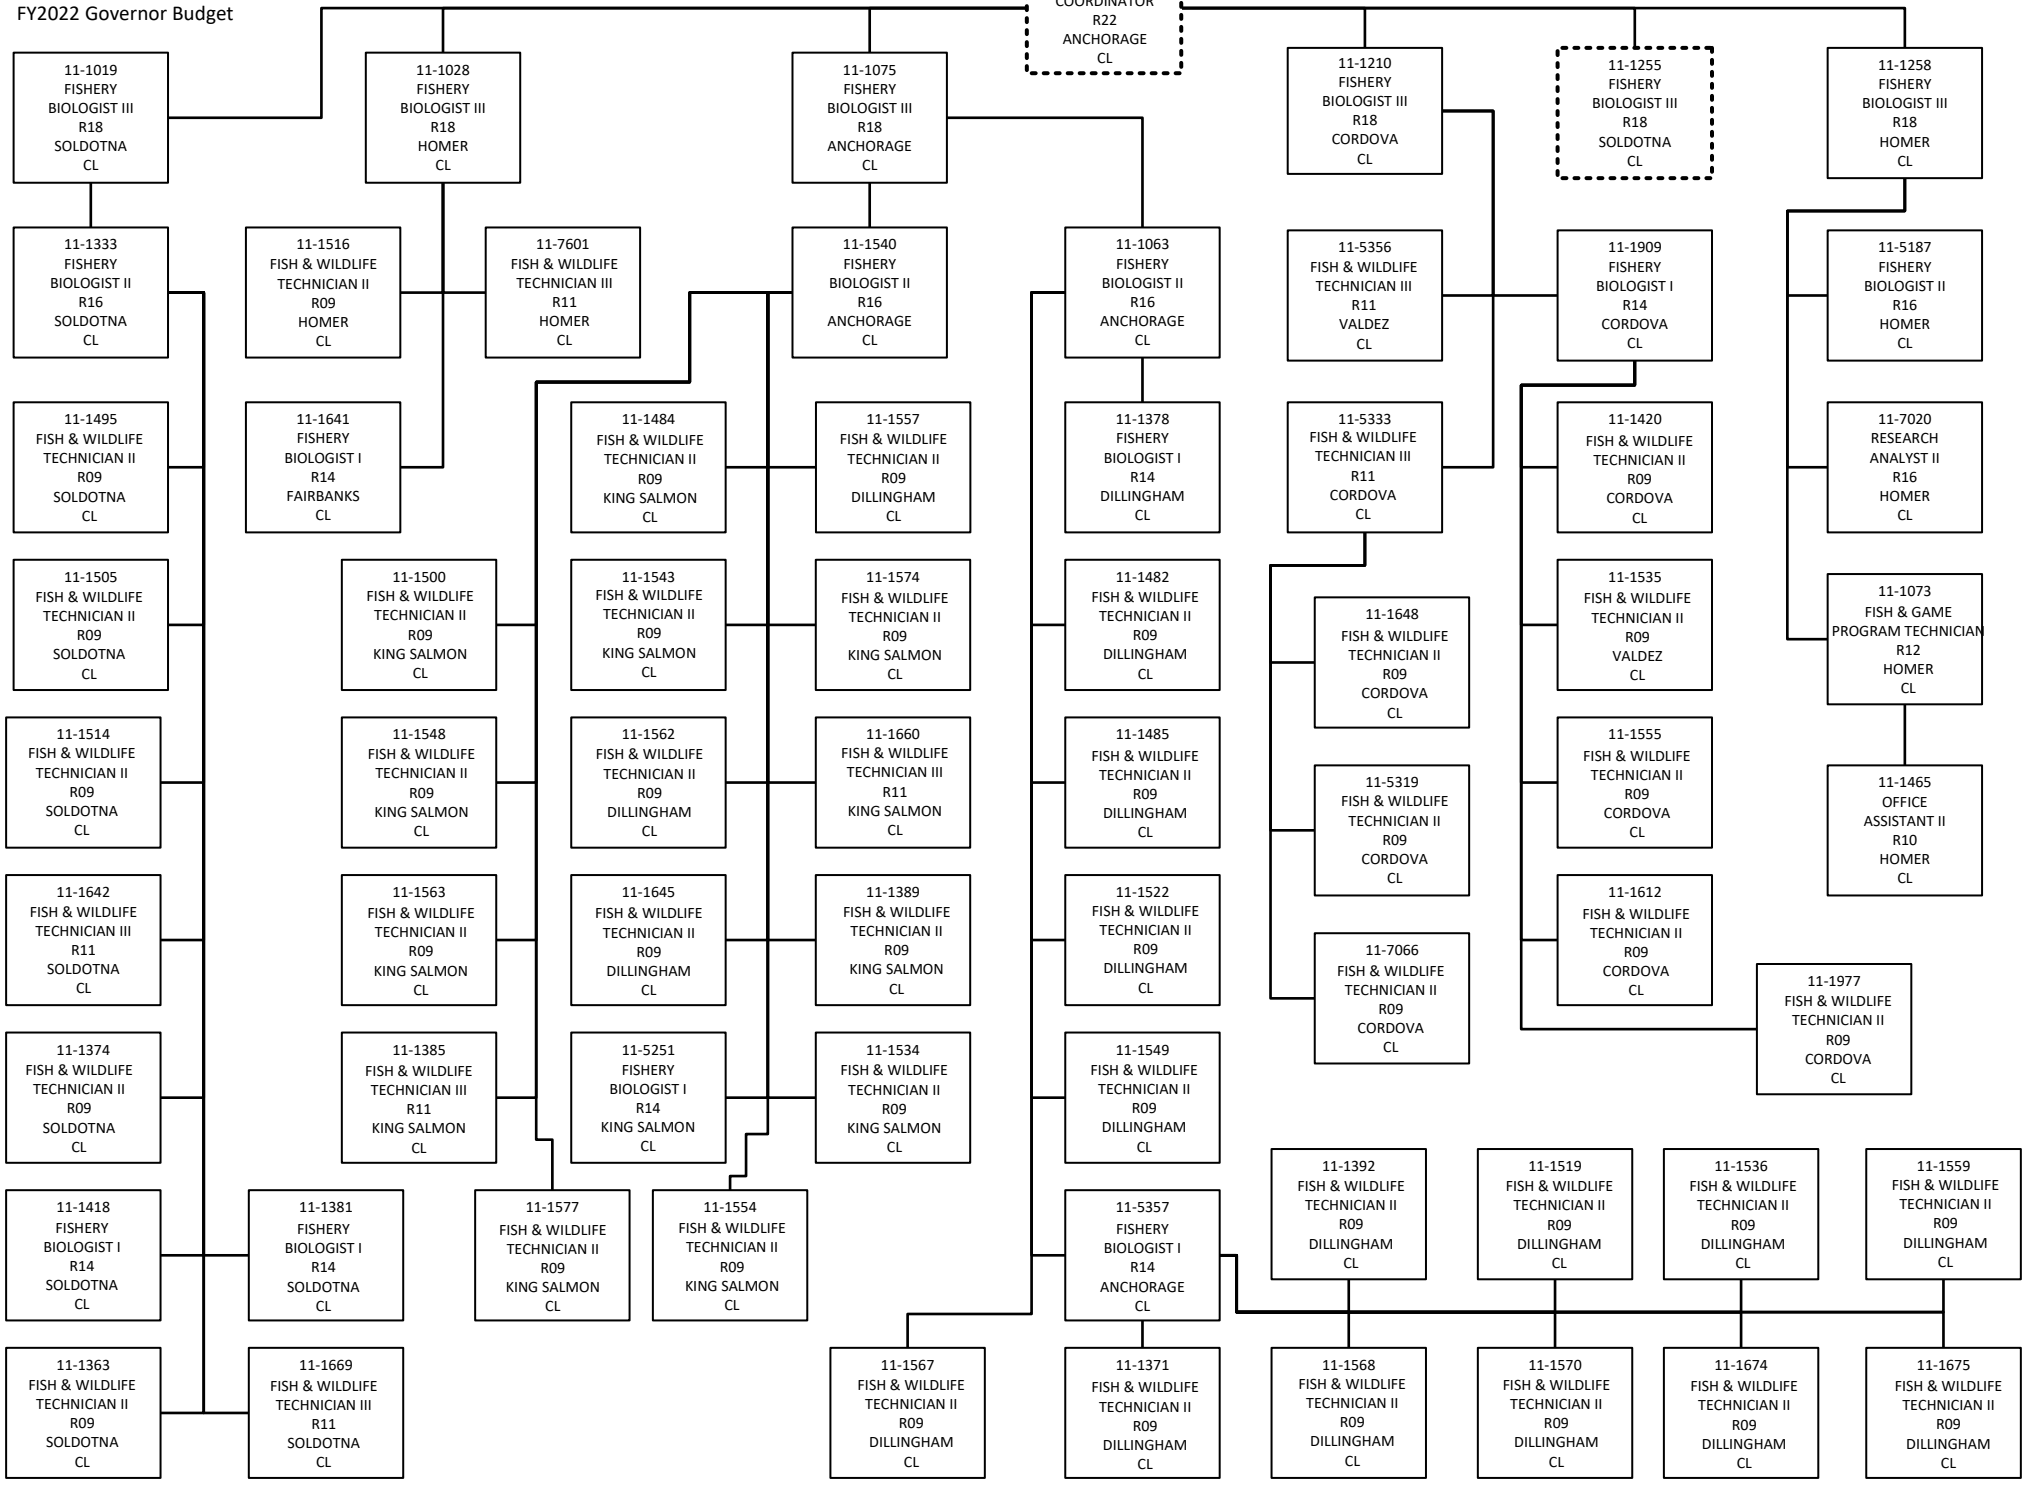 FY2022 Governor Budget
COORDINATOR
R22
ANCHORAGE
CL
11-1019
FISHERY
BIOLOGIST III
R18
SOLDOTNA
CL
11-1028
FISHERY
BIOLOGIST III
R18
HOMER
CL
11-1075
FISHERY
BIOLOGIST III
R18
ANCHORAGE
CL
11-1210
FISHERY
BIOLOGIST III
R18
CORDOVA
CL
11-1255
FISHERY
BIOLOGIST III
R18
SOLDOTNA
CL
11-1258
FISHERY
BIOLOGIST III
R18
HOMER
CL
11-1333
FISHERY
BIOLOGIST II
R16
SOLDOTNA
CL
11-1516
FISH & WILDLIFE
TECHNICIAN II
R09
HOMER
CL
11-7601
FISH & WILDLIFE
TECHNICIAN III
R11
HOMER
CL
11-1540
FISHERY
BIOLOGIST II
R16
ANCHORAGE
CL
11-1063
FISHERY
BIOLOGIST II
R16
ANCHORAGE
CL
11-5356
FISH & WILDLIFE
TECHNICIAN III
R11
VALDEZ
CL
11-1909
FISHERY
BIOLOGIST I
R14
CORDOVA
CL
11-5187
FISHERY
BIOLOGIST II
R16
HOMER
CL
11-1495
FISH & WILDLIFE
TECHNICIAN II
R09
SOLDOTNA
CL
11-1641
FISHERY
BIOLOGIST I
R14
FAIRBANKS
CL
11-1484
FISH & WILDLIFE
TECHNICIAN II
R09
KING SALMON
CL
11-1557
FISH & WILDLIFE
TECHNICIAN II
R09
DILLINGHAM
CL
11-1378
FISHERY
BIOLOGIST I
R14
DILLINGHAM
CL
11-5333
FISH & WILDLIFE
TECHNICIAN III
R11
CORDOVA
CL
11-1420
FISH & WILDLIFE
TECHNICIAN II
R09
CORDOVA
CL
11-7020
RESEARCH
ANALYST II
R16
HOMER
CL
11-1505
FISH & WILDLIFE
TECHNICIAN II
R09
SOLDOTNA
CL
11-1500
FISH & WILDLIFE
TECHNICIAN II
R09
KING SALMON
CL
11-1543
FISH & WILDLIFE
TECHNICIAN II
R09
KING SALMON
CL
11-1574
FISH & WILDLIFE
TECHNICIAN II
R09
KING SALMON
CL
11-1482
FISH & WILDLIFE
TECHNICIAN II
R09
DILLINGHAM
CL
11-1648
FISH & WILDLIFE
TECHNICIAN II
R09
CORDOVA
CL
11-1535
FISH & WILDLIFE
TECHNICIAN II
R09
VALDEZ
CL
11-1073
FISH & GAME
PROGRAM TECHNICIAN
R12
HOMER
CL
11-1514
FISH & WILDLIFE
TECHNICIAN II
R09
SOLDOTNA
CL
11-1548
FISH & WILDLIFE
TECHNICIAN II
R09
KING SALMON
CL
11-1562
FISH & WILDLIFE
TECHNICIAN II
R09
DILLINGHAM
CL
11-1660
FISH & WILDLIFE
TECHNICIAN III
R11
KING SALMON
CL
11-1485
FISH & WILDLIFE
TECHNICIAN II
R09
DILLINGHAM
CL
11-5319
FISH & WILDLIFE
TECHNICIAN II
R09
CORDOVA
CL
11-1555
FISH & WILDLIFE
TECHNICIAN II
R09
CORDOVA
CL
11-1465
OFFICE
ASSISTANT II
R10
HOMER
CL
11-1642
FISH & WILDLIFE
TECHNICIAN III
R11
SOLDOTNA
CL
11-1563
FISH & WILDLIFE
TECHNICIAN II
R09
KING SALMON
CL
11-1645
FISH & WILDLIFE
TECHNICIAN II
R09
DILLINGHAM
CL
11-1389
FISH & WILDLIFE
TECHNICIAN II
R09
KING SALMON
CL
11-1522
FISH & WILDLIFE
TECHNICIAN II
R09
DILLINGHAM
CL
11-7066
FISH & WILDLIFE
TECHNICIAN II
R09
CORDOVA
CL
11-1612
FISH & WILDLIFE
TECHNICIAN II
R09
CORDOVA
CL
11-1977
FISH & WILDLIFE
TECHNICIAN II
R09
CORDOVA
CL
11-1374
FISH & WILDLIFE
TECHNICIAN II
R09
SOLDOTNA
CL
11-1385
FISH & WILDLIFE
TECHNICIAN III
R11
KING SALMON
CL
11-5251
FISHERY
BIOLOGIST I
R14
KING SALMON
CL
11-1534
FISH & WILDLIFE
TECHNICIAN II
R09
KING SALMON
CL
11-1549
FISH & WILDLIFE
TECHNICIAN II
R09
DILLINGHAM
CL
11-1392
FISH & WILDLIFE
TECHNICIAN II
R09
DILLINGHAM
CL
11-1519
FISH & WILDLIFE
TECHNICIAN II
R09
DILLINGHAM
CL
11-1536
FISH & WILDLIFE
TECHNICIAN II
R09
DILLINGHAM
CL
11-1559
FISH & WILDLIFE
TECHNICIAN II
R09
DILLINGHAM
CL
11-1418
FISHERY
BIOLOGIST I
R14
SOLDOTNA
CL
11-1381
FISHERY
BIOLOGIST I
R14
SOLDOTNA
CL
11-1577
FISH & WILDLIFE
TECHNICIAN II
R09
KING SALMON
CL
11-1554
FISH & WILDLIFE
TECHNICIAN II
R09
KING SALMON
CL
11-5357
FISHERY
BIOLOGIST I
R14
ANCHORAGE
CL
11-1363
FISH & WILDLIFE
TECHNICIAN II
R09
SOLDOTNA
CL
11-1669
FISH & WILDLIFE
TECHNICIAN III
R11
SOLDOTNA
CL
11-1567
FISH & WILDLIFE
TECHNICIAN II
R09
DILLINGHAM
CL
11-1371
FISH & WILDLIFE
TECHNICIAN II
R09
DILLINGHAM
CL
11-1568
FISH & WILDLIFE
TECHNICIAN II
R09
DILLINGHAM
CL
11-1570
FISH & WILDLIFE
TECHNICIAN II
R09
DILLINGHAM
CL
11-1674
FISH & WILDLIFE
TECHNICIAN II
R09
DILLINGHAM
CL
11-1675
FISH & WILDLIFE
TECHNICIAN II
R09
DILLINGHAM
CL